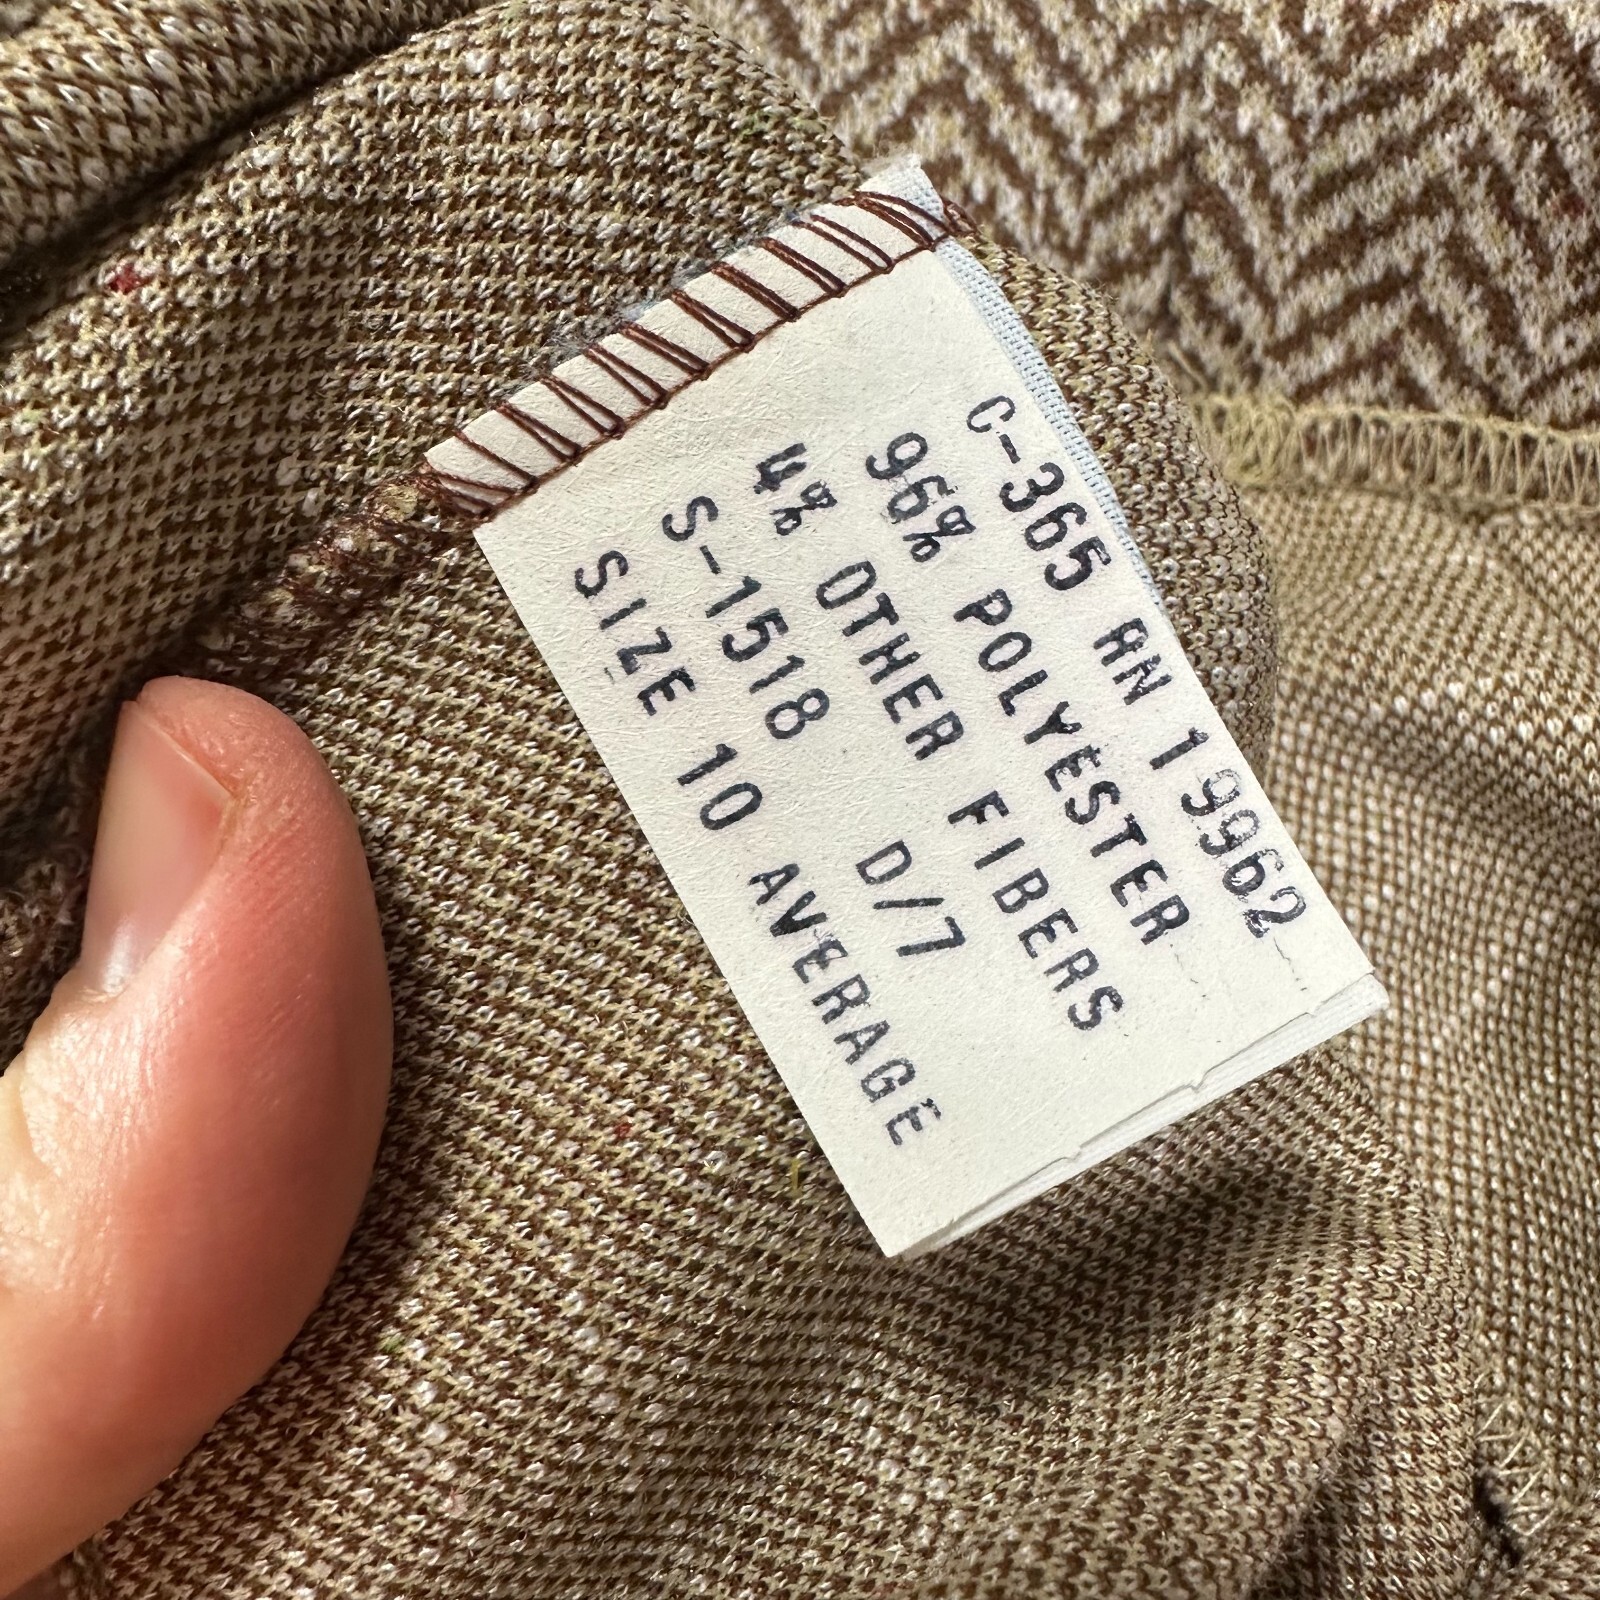 C-365 RN 19962
96% POLYESTER
4% OTHER FIBERS
S-1518 D/7
SIZE 10 AVERAGE